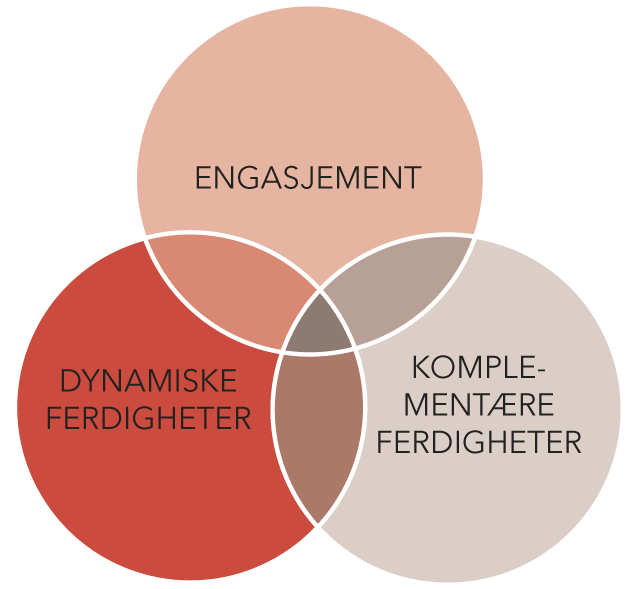 ENGASJEMENT
DYNAMISKE
FERDIGHETER
KOMPLE-
MENTÆRE
FERDIGHETER